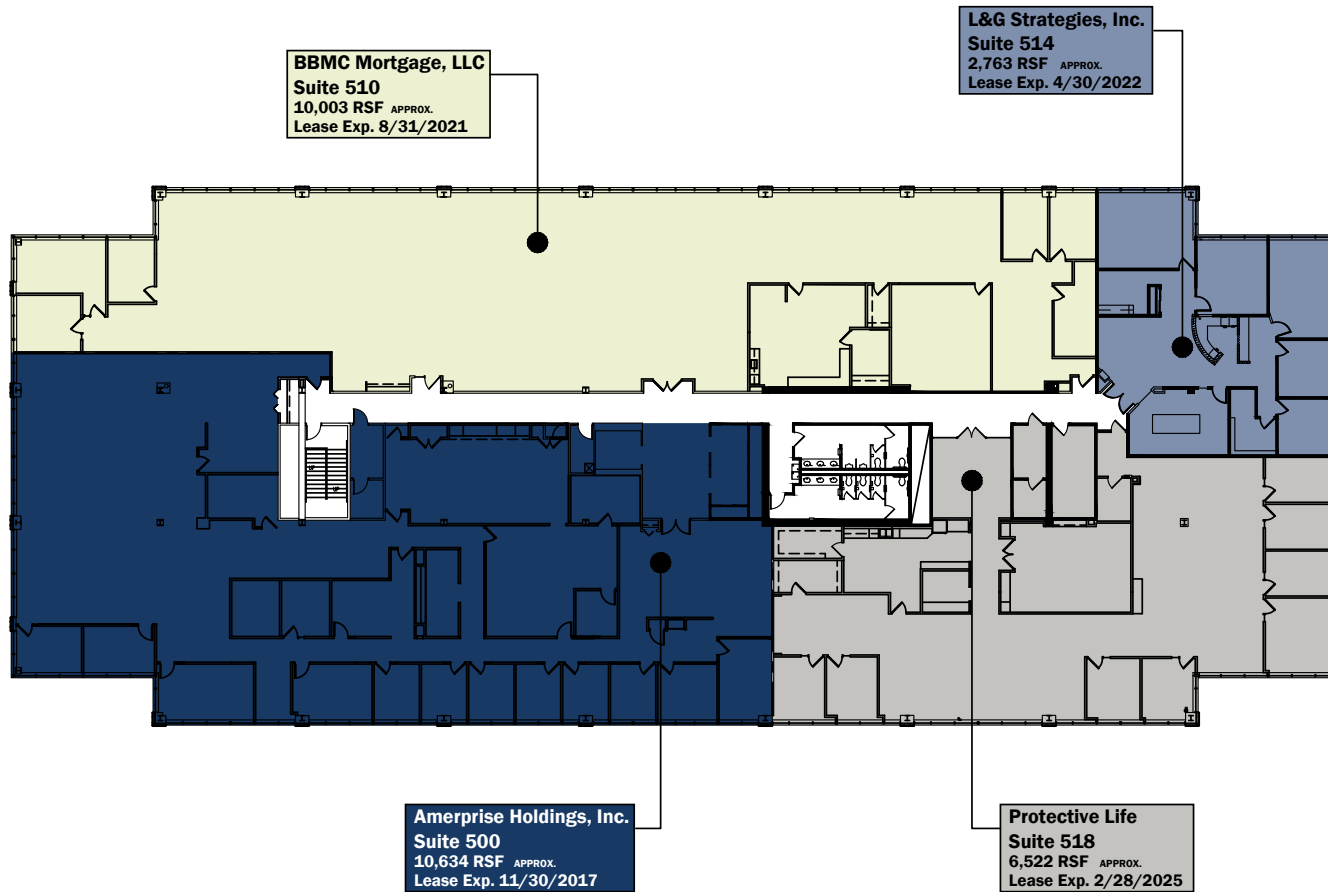 BBMC Mortgage, LLC
Suite 510
10,003 RSF APPROX.
Lease Exp. 8/31/2021
L&G Strategies, Inc.
Suite 514
2,763 RSF APPROX.
Lease Exp. 4/30/2022
Amerprise Holdings, Inc.
Suite 500
10,634 RSF APPROX.
Lease Exp. 11/30/2017
Protective Life
Suite 518
6,522 RSF APPROX.
Lease Exp. 2/28/2025